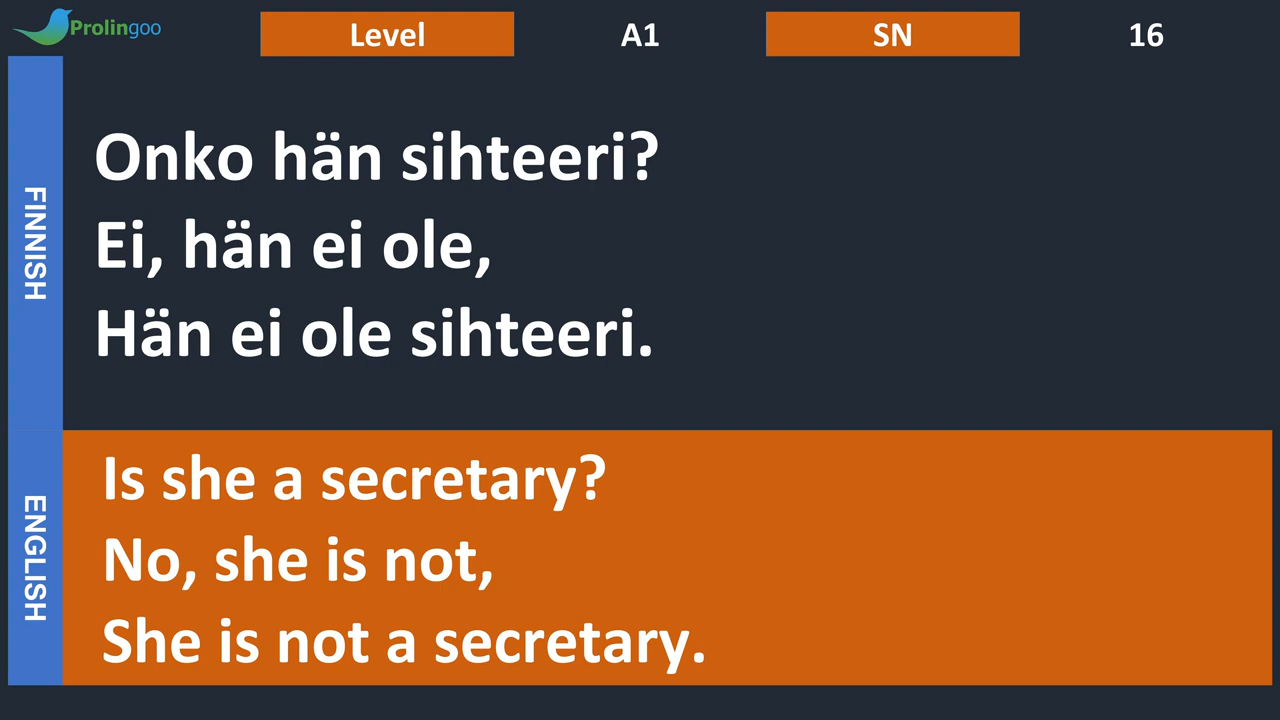 Prolingoo
Level A1 SN 16
FINNISH
Onko hän sihteeri?
Ei, hän ei ole,
Hän ei ole sihteeri.
ENGLISH
Is she a secretary?
No, she is not,
She is not a secretary.